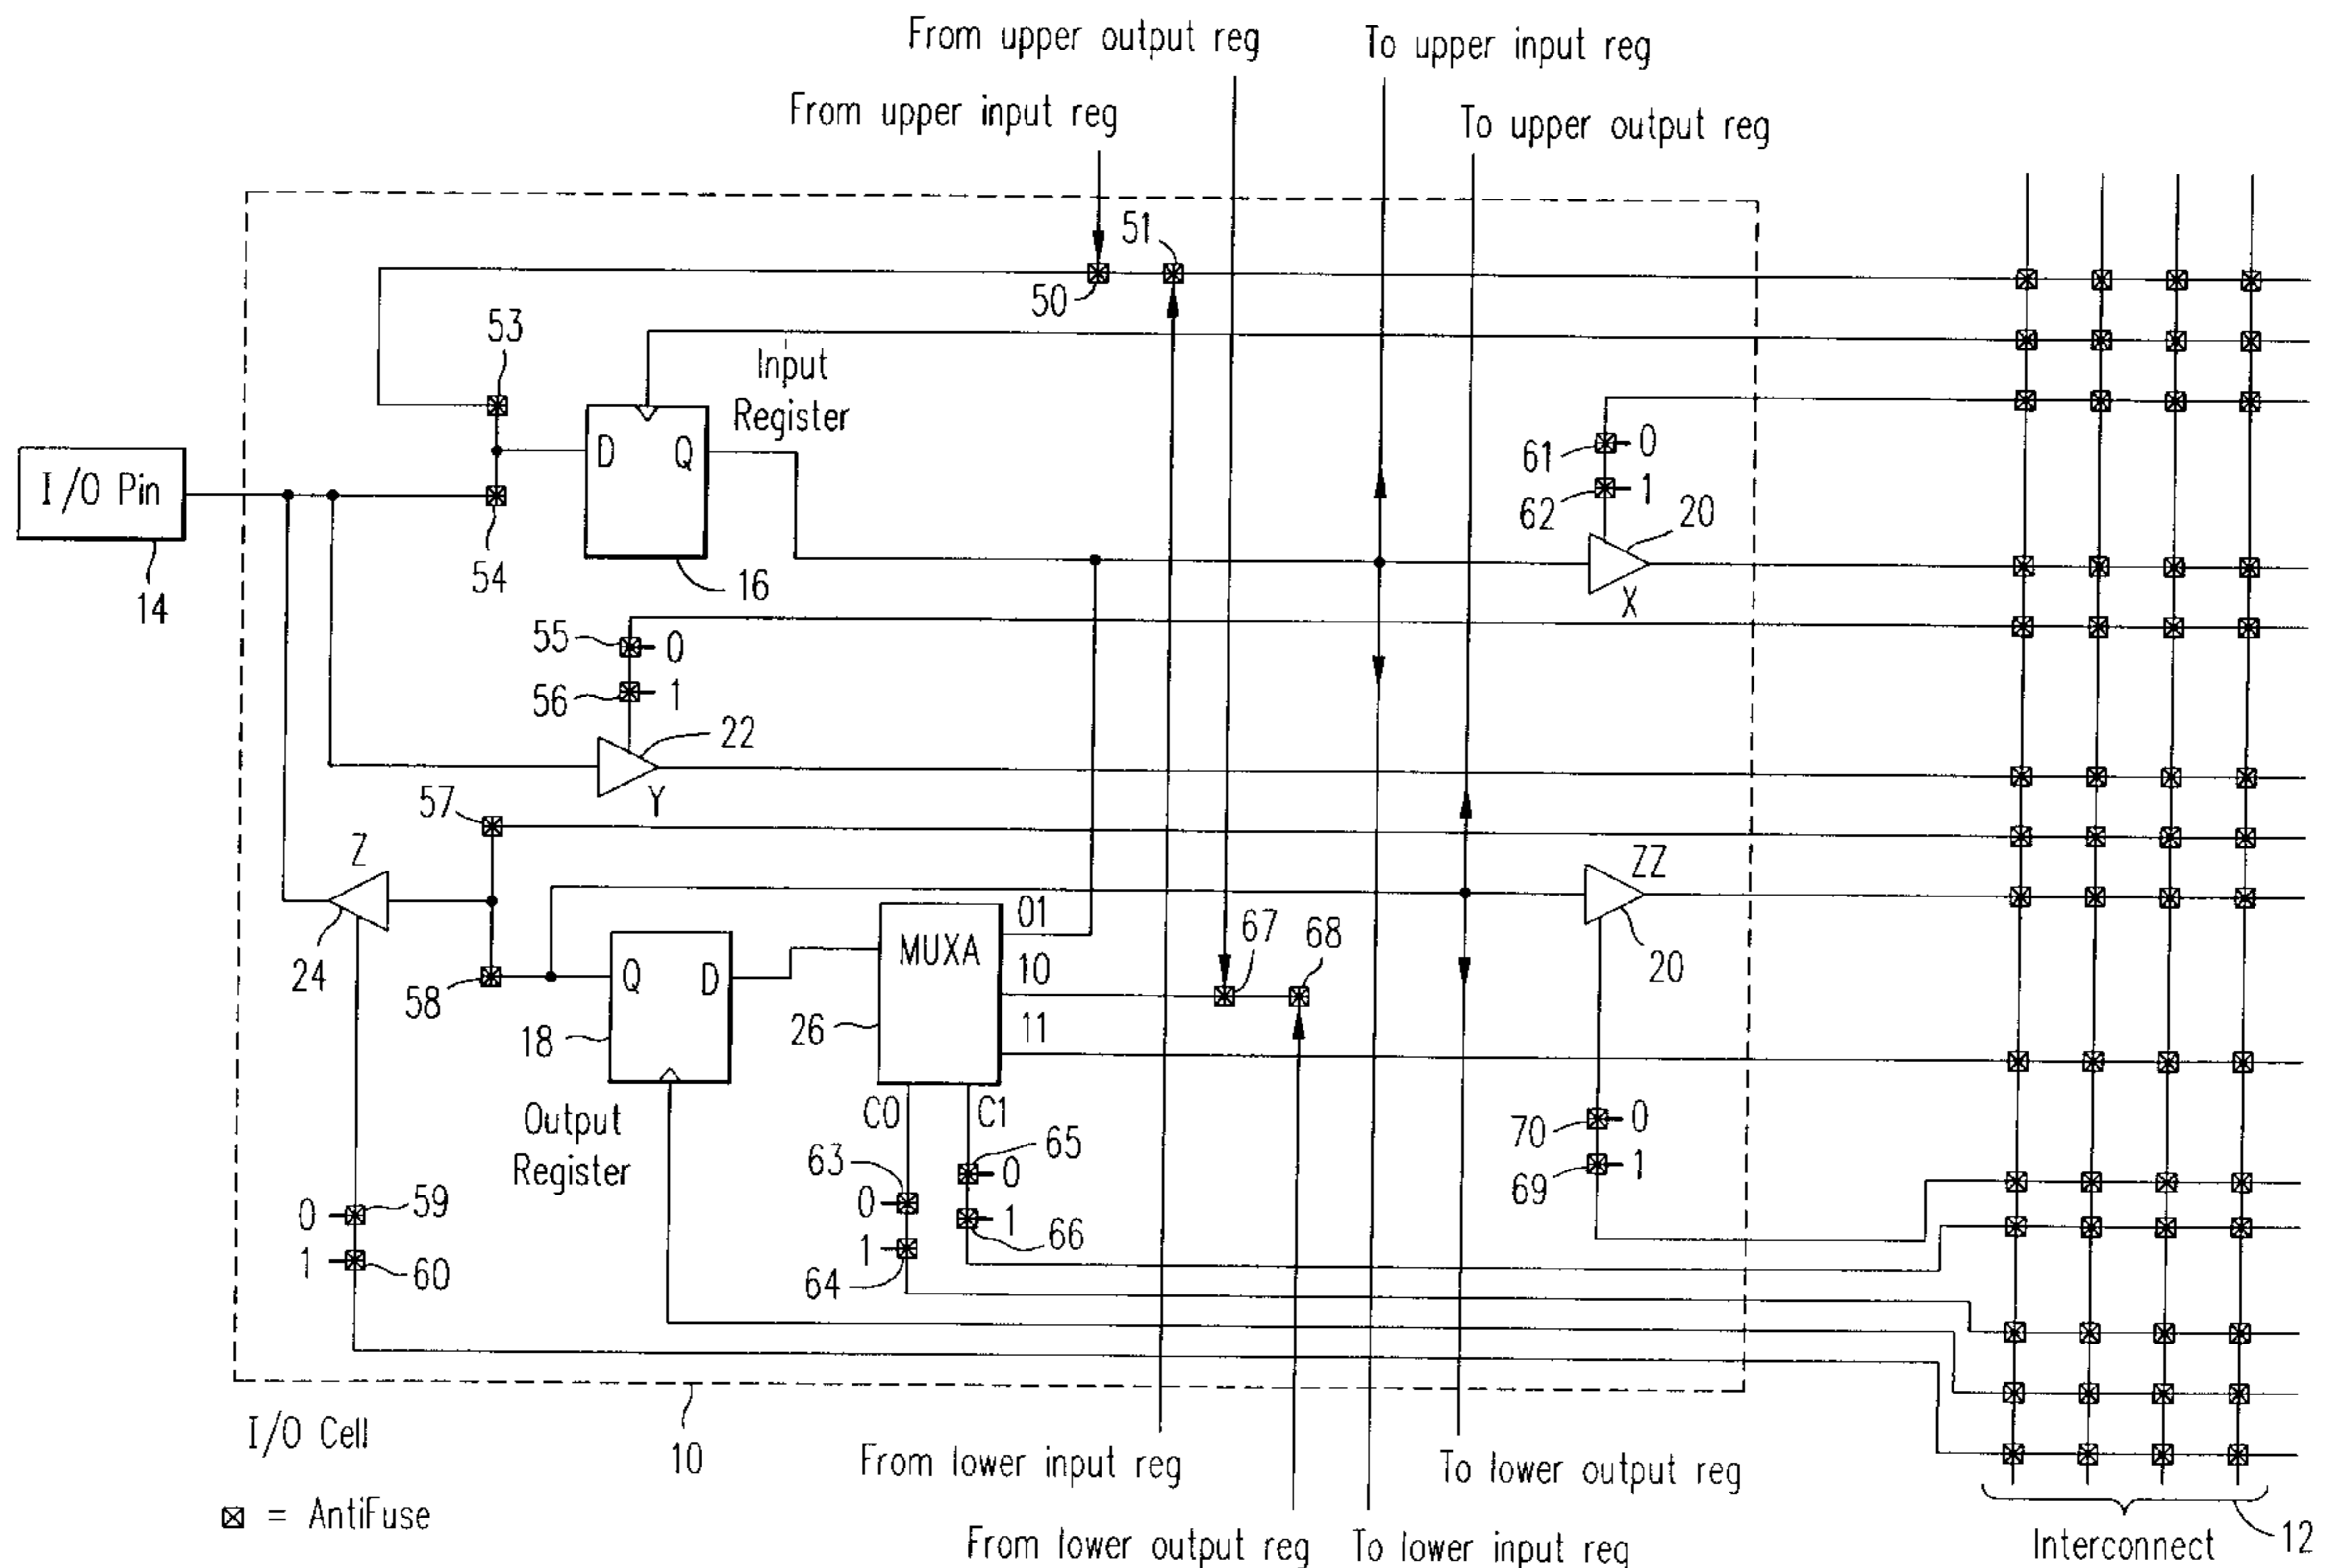 From upper output reg
To upper input reg
From upper input reg
To upper output reg
51
50
53
Input
Register
I/O Pin
D Q
61
0
62
1
20
54
16
X
14
55
0
56
1
22
Y
57
Z
ZZ
24
01
MUXA
10
67
68
20
58
Q D
11
18
26
Output
Register
C0
C1
63
65
0
0
1
66
1
64
70
0
69
1
0
59
1
60
I/O Cell
10
From lower input reg
To lower output reg
= AntiFuse
From lower output reg
To lower input reg
Interconnect
12